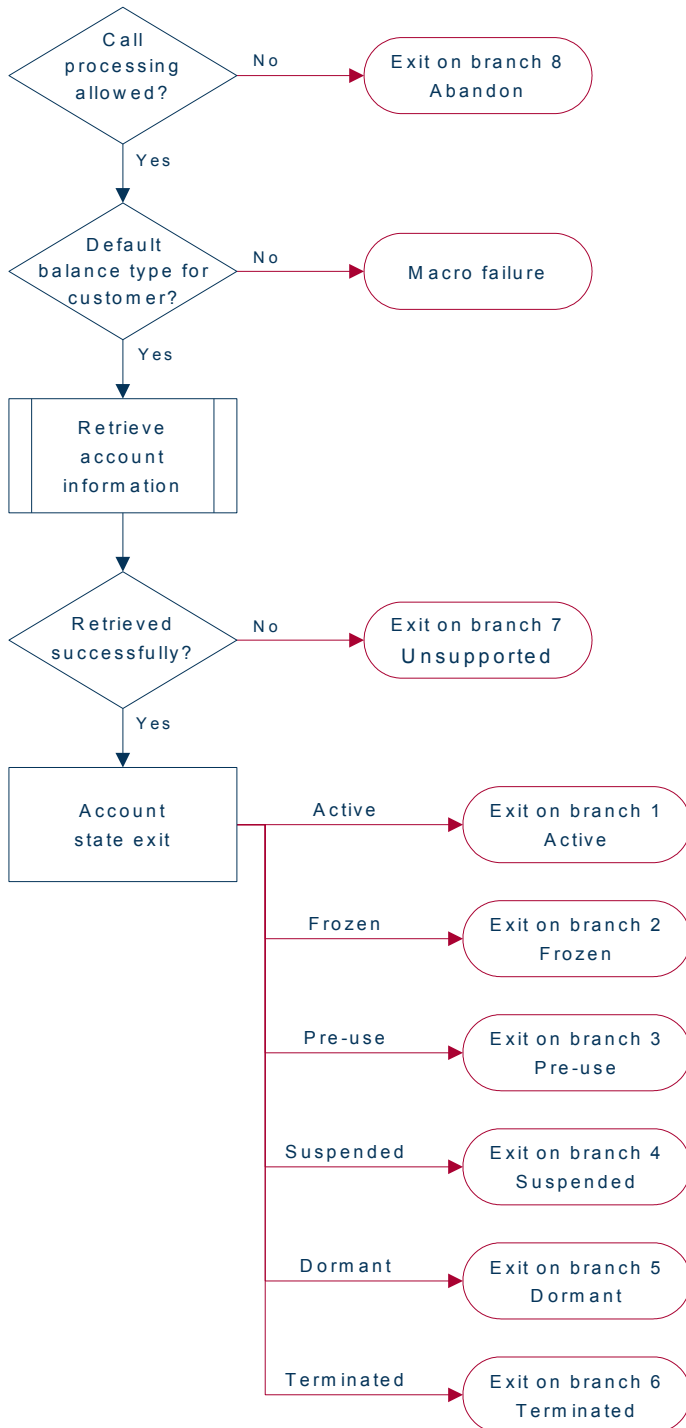 Call
processing
allowed?
No
Exit on branch 8
Abandon
Yes
Default
balance type for
customer?
No
Macro failure
Yes
Retrieve
account
information
Retrieved
successfully?
No
Exit on branch 7
Unsupported
Yes
Account
state exit
Active
Exit on branch 1
Active
Frozen
Exit on branch 2
Frozen
Pre-use
Exit on branch 3
Pre-use
Suspended
Exit on branch 4
Suspended
Dormant
Exit on branch 5
Dormant
Terminated
Exit on branch 6
Terminated